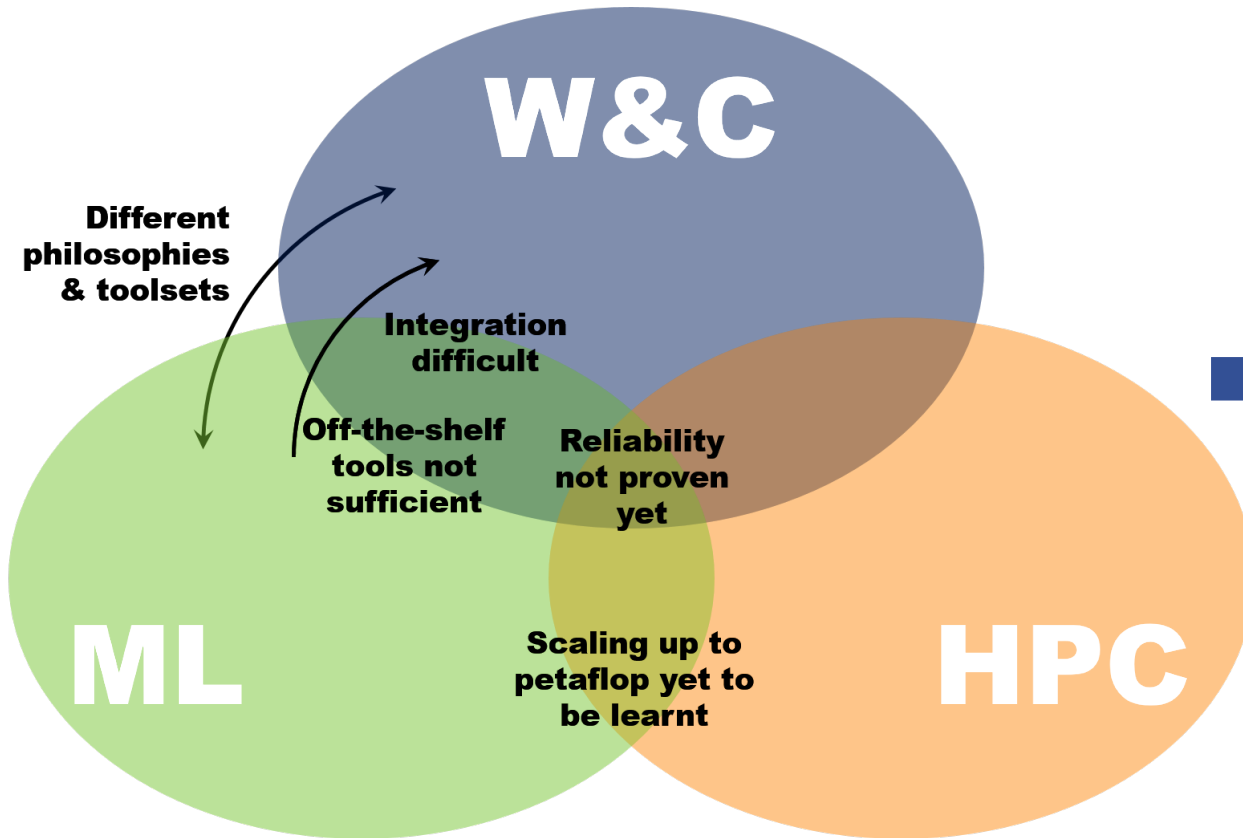 W&C
Different
philosophies
& toolsets
Integration
difficult
Off-the-shelf
tools not
sufficient
Reliability
not proven
yet
ML
HPC
Scaling up to
petaflop yet to
be learnt